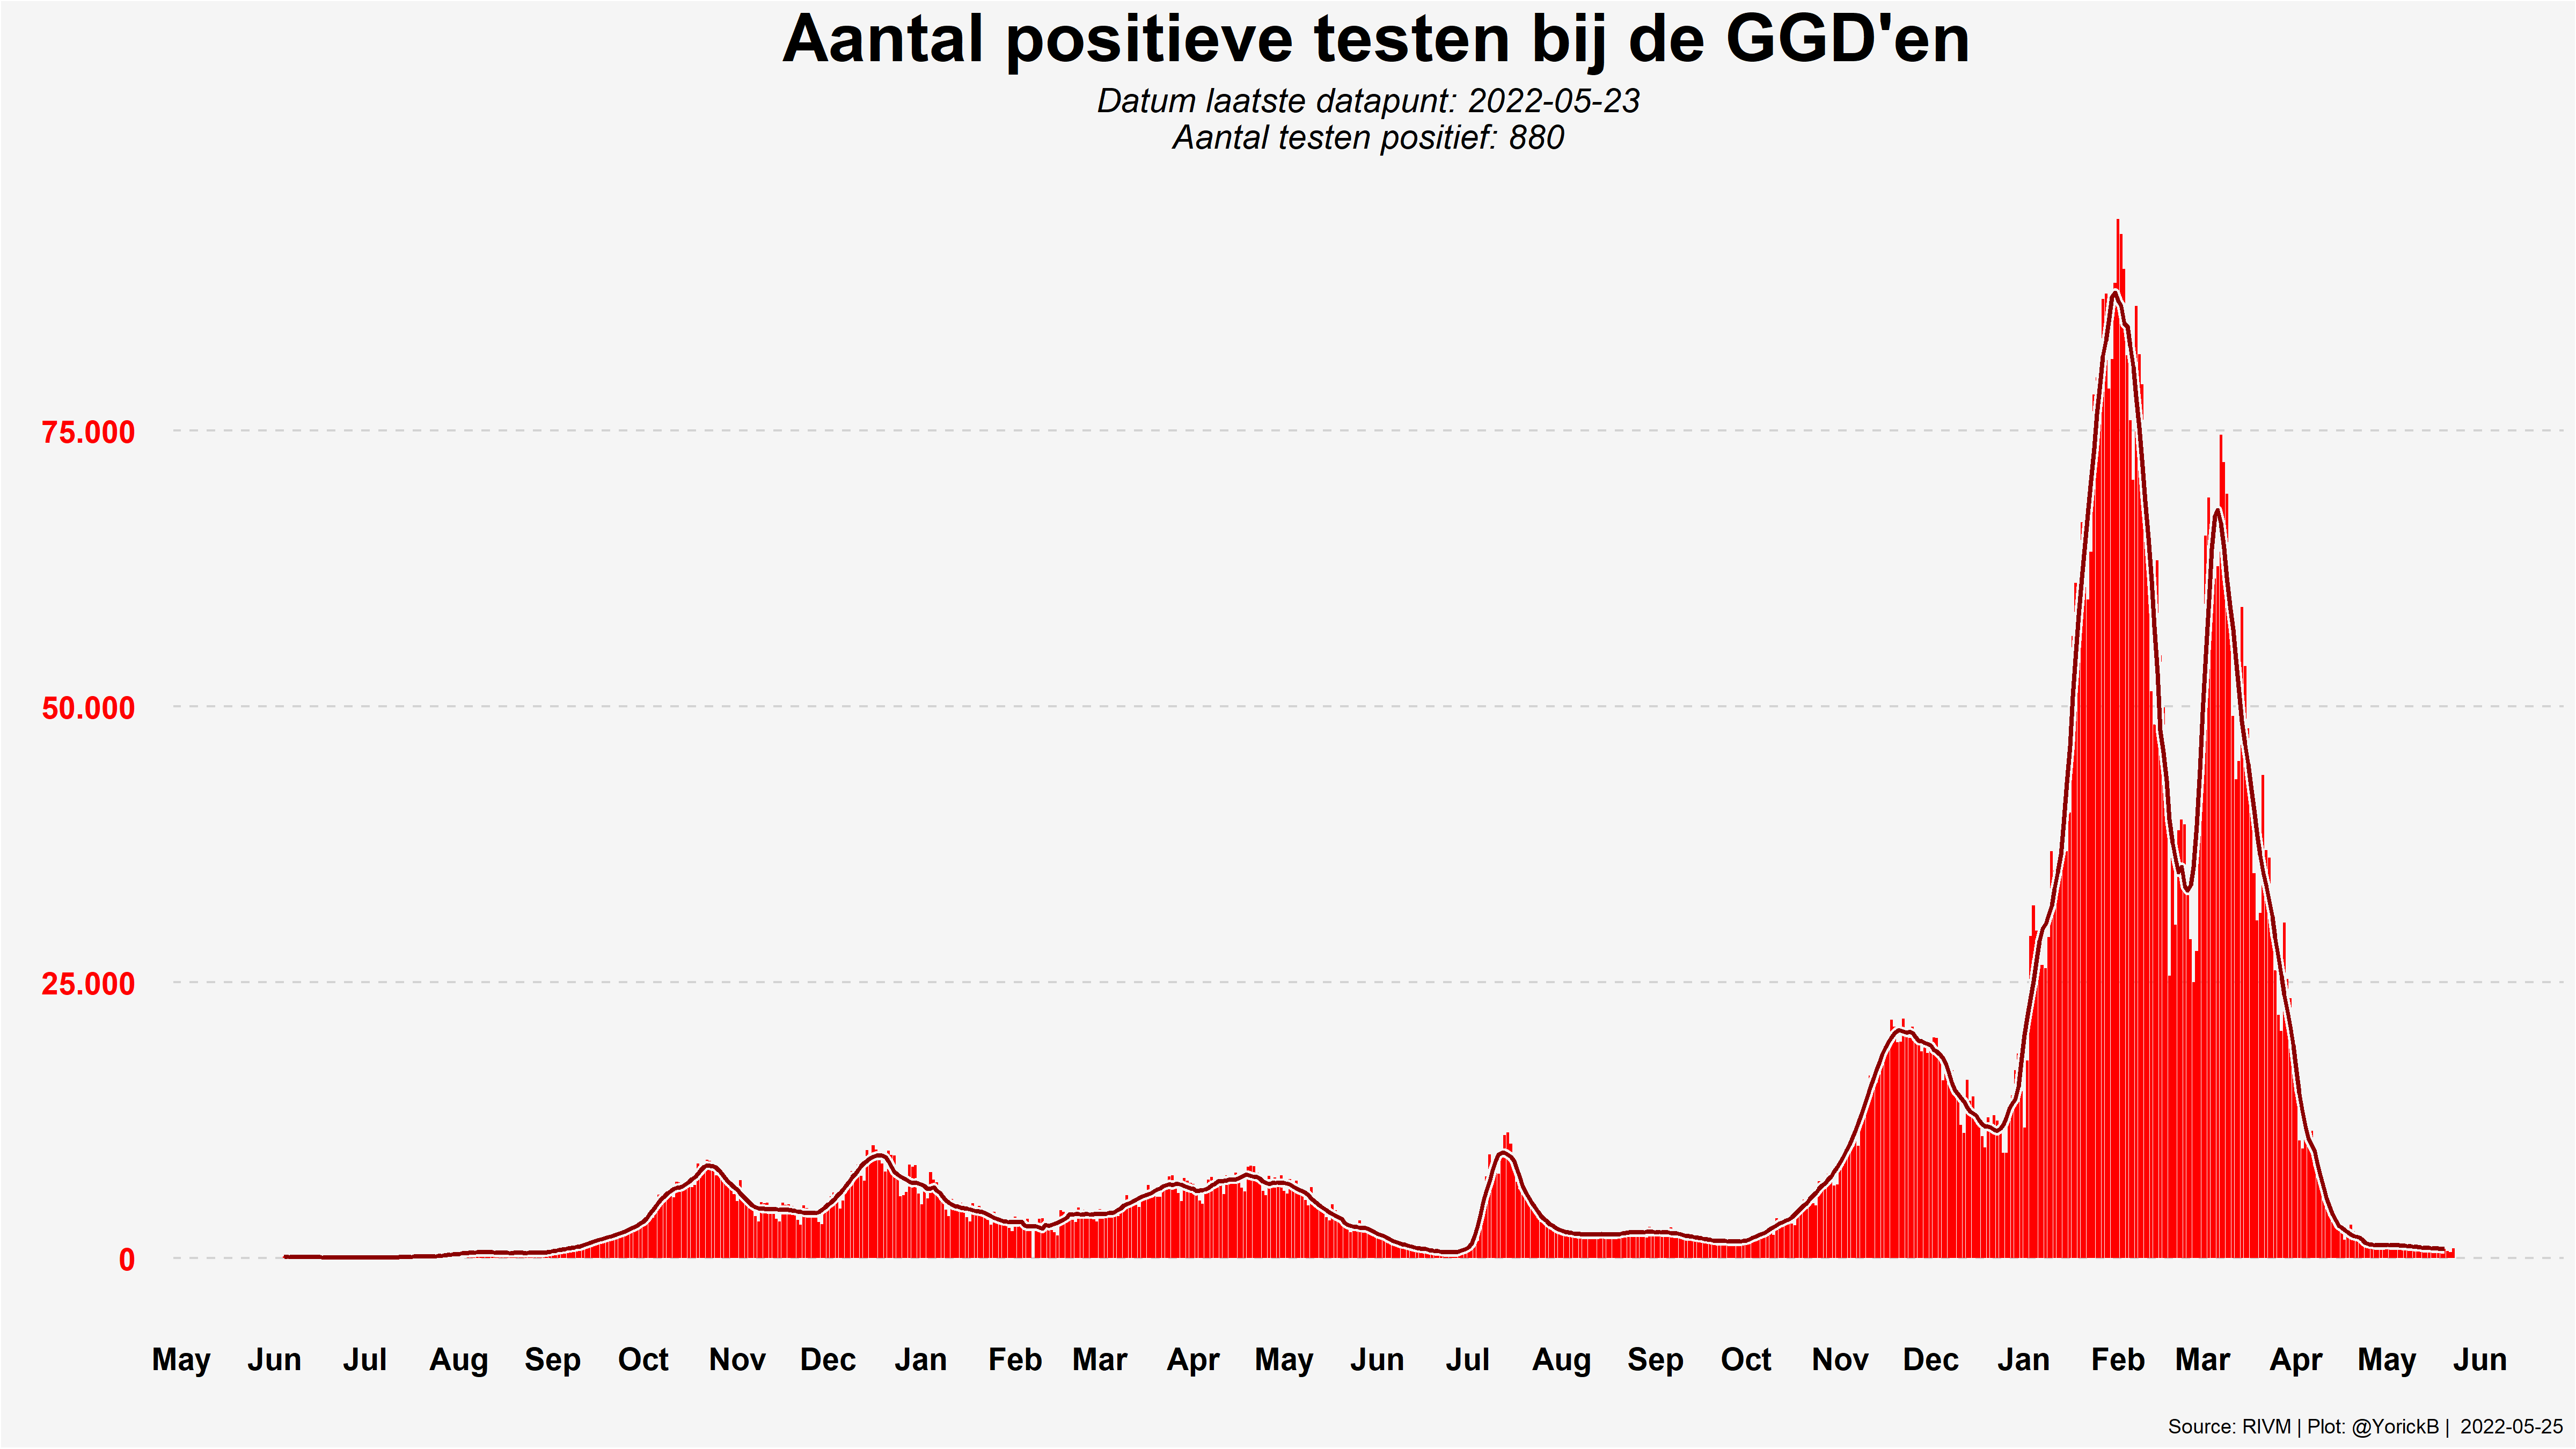 Aantal positieve testen bij de GGD'en
Datum laatste datapunt: 2022-05-23
Aantal testen positief: 880
75.000
50.000
25.000
0
May Jun Jul Aug Sep Oct Nov Dec Jan Feb Mar Apr May Jun Jul Aug Sep Oct Nov Dec Jan Feb Mar Apr May Jun
Source: RIVM | Plot: @YorickB | 2022-05-25